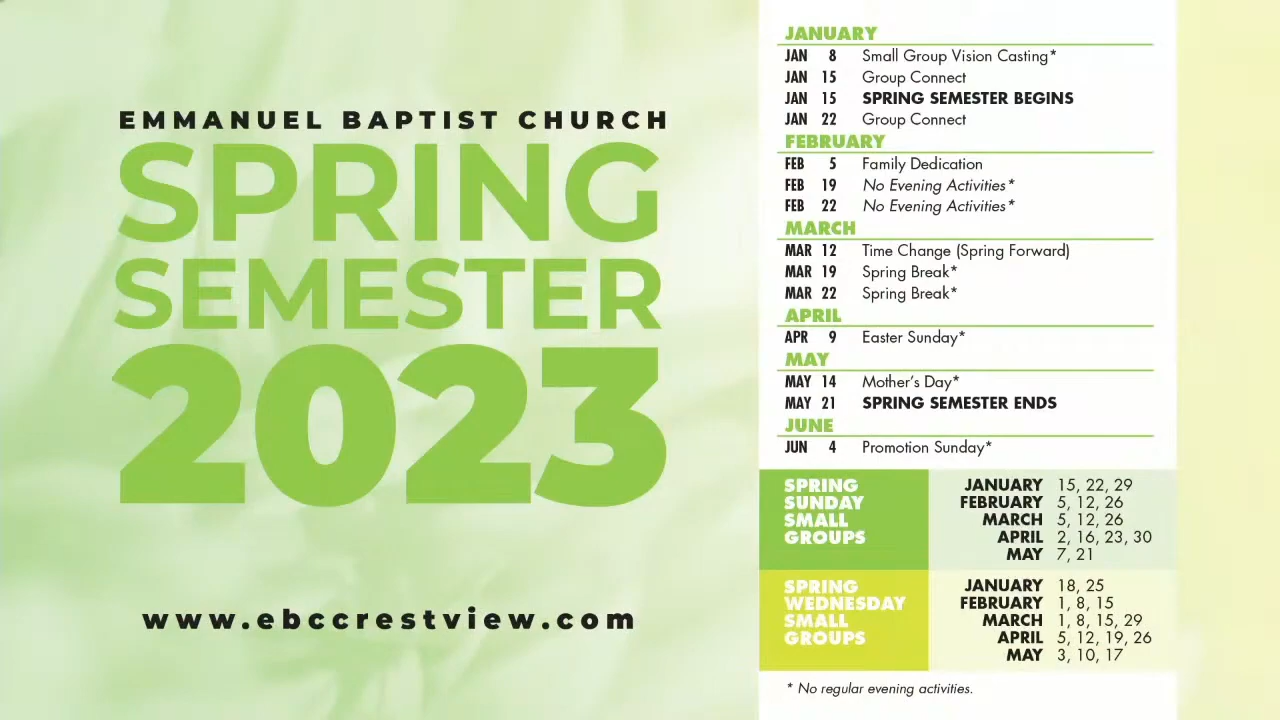 EMMANUEL BAPTIST CHURCH
SPRING
SEMESTER
2023
www.ebccrestview.com
JANUARY
JAN 8 Small Group Vision Casting*
JAN 15 Group Connect
JAN 15 SPRING SEMESTER BEGINS
JAN 22 Group Connect
FEBRUARY
FEB 5 Family Dedication
FEB 19 No Evening Activities*
FEB 22 No Evening Activities*
MARCH
MAR 12 Time Change (Spring Forward)
MAR 19 Spring Break*
MAR 22 Spring Break*
APRIL
APR 9 Easter Sunday*
MAY
MAY 14 Mother's Day*
MAY 21 SPRING SEMESTER ENDS
JUNE
JUN 4 Promotion Sunday*
SPRING
SUNDAY
SMALL
GROUPS
JANUARY 15, 22, 29
FEBRUARY 5, 12, 26
MARCH 5, 12, 26
APRIL 2, 16, 23, 30
MAY 7, 21
SPRING
WEDNESDAY
SMALL
GROUPS
JANUARY 18, 25
FEBRUARY 1, 8, 15
MARCH 1, 8, 15, 29
APRIL 5, 12, 19, 26
MAY 3, 10, 17
* No regular evening activities.